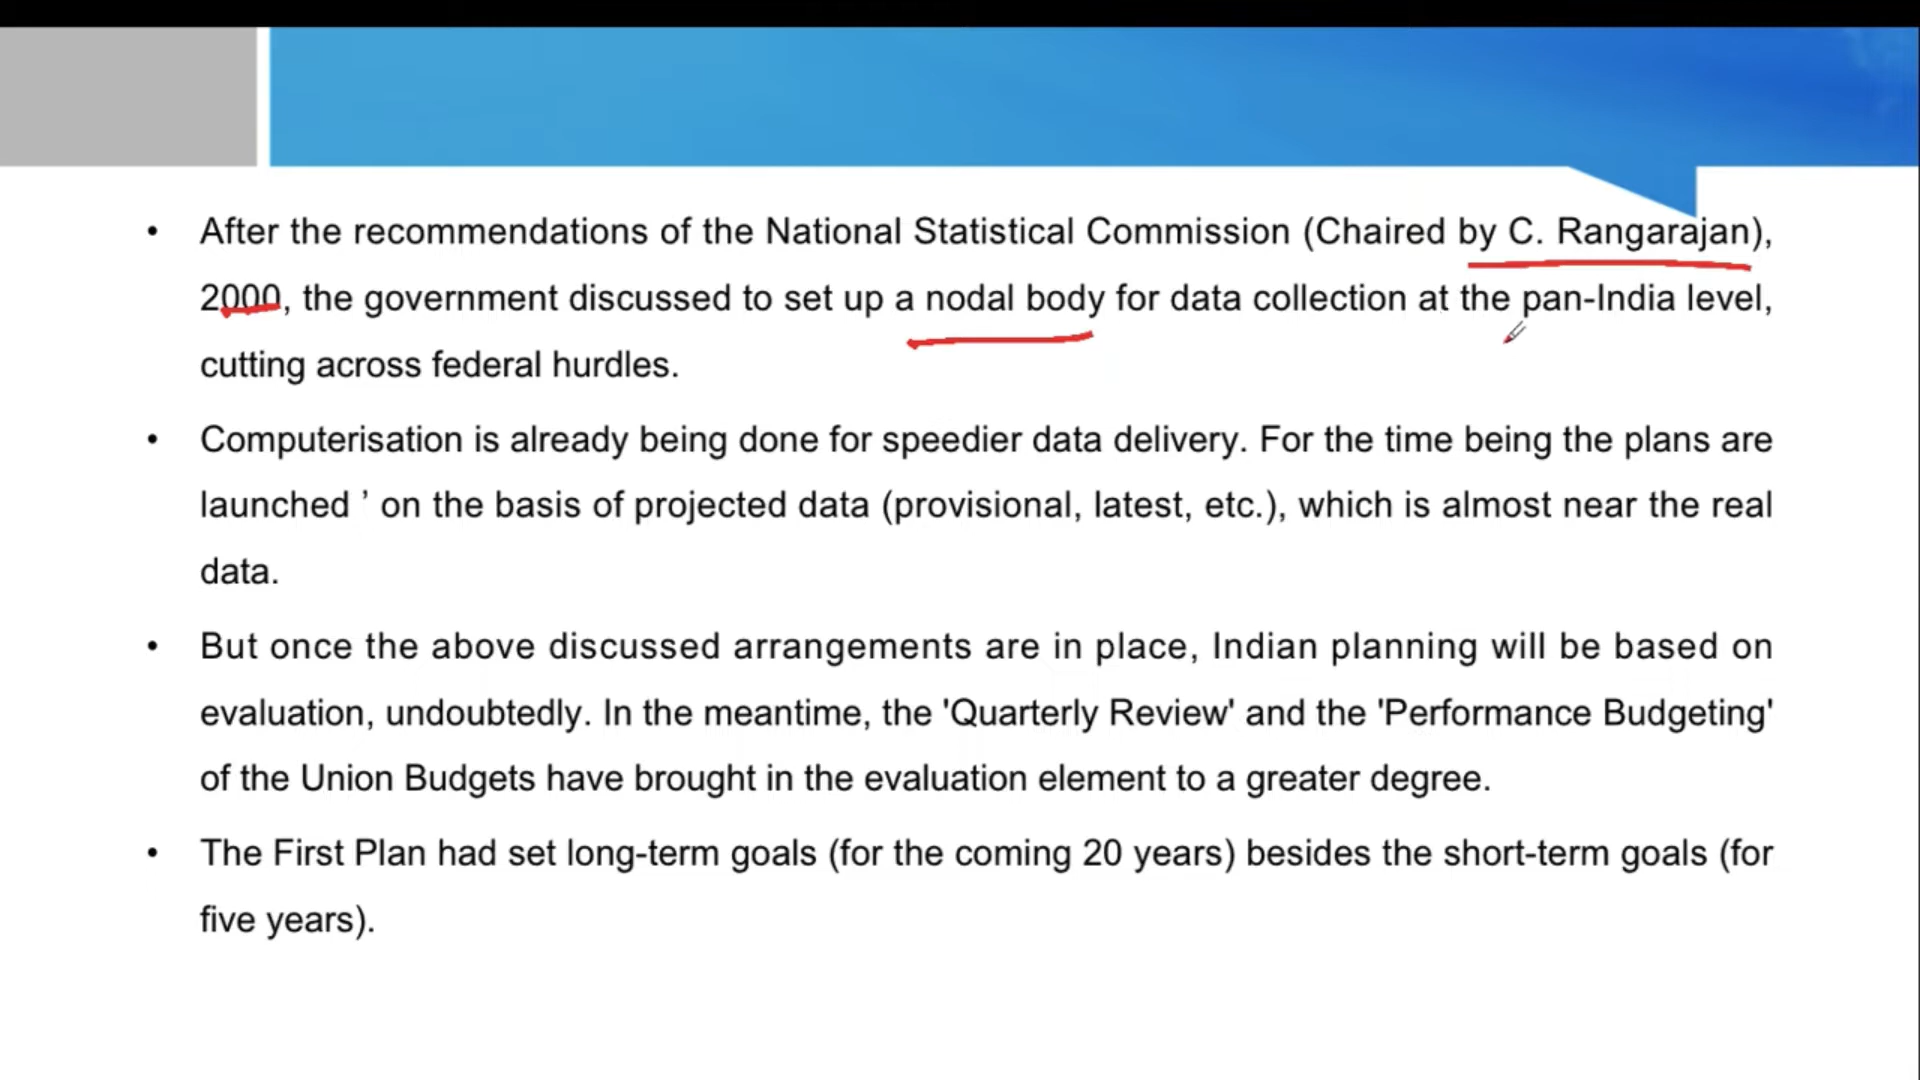 • After the recommendations of the National Statistical Commission (Chaired by C. Rangarajan),
2000, the government discussed to set up a nodal body for data collection at the pan-India level,
cutting across federal hurdles.
• Computerisation is already being done for speedier data delivery. For the time being the plans are
launched ’ on the basis of projected data (provisional, latest, etc.), which is almost near the real
data.
• But once the above discussed arrangements are in place, Indian planning will be based on
evaluation, undoubtedly. In the meantime, the 'Quarterly Review' and the 'Performance Budgeting'
of the Union Budgets have brought in the evaluation element to a greater degree.
• The First Plan had set long-term goals (for the coming 20 years) besides the short-term goals (for
five years).